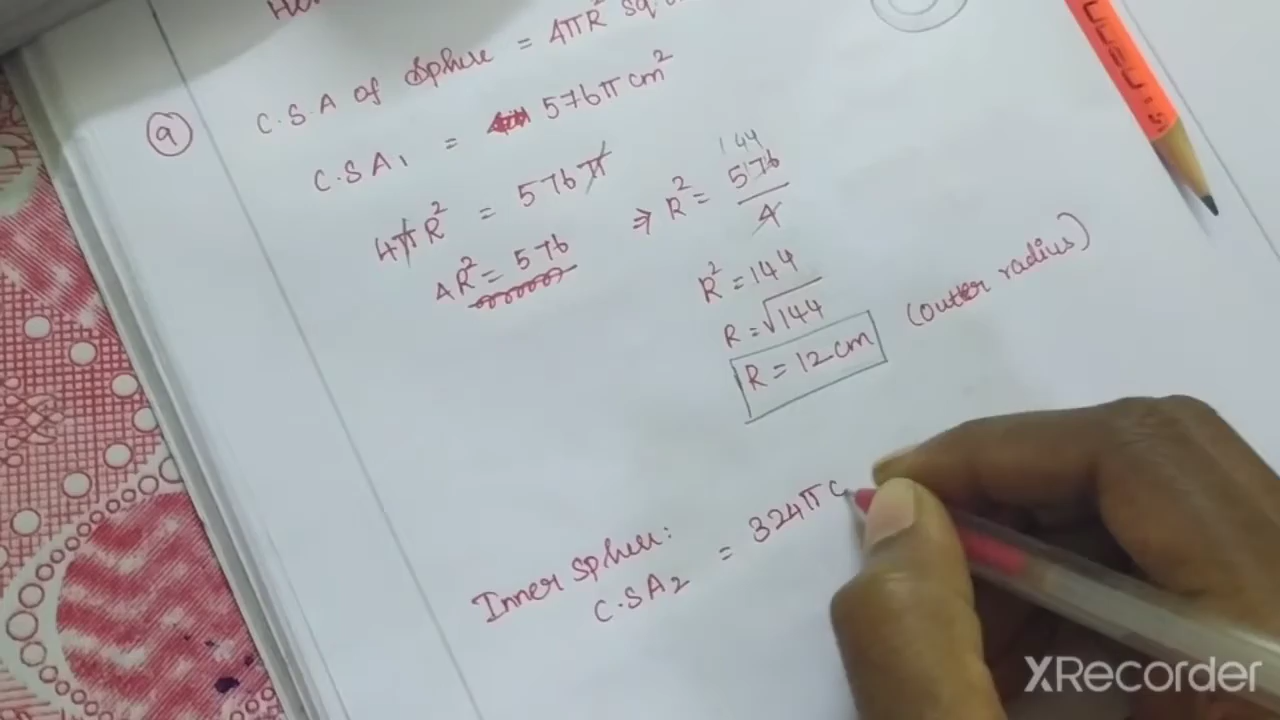 C.S.A of Sphere = 4πR² sq.
(a)
C.S.A₁ = 576π cm²
4πR² = 576π ⇒ R² = 576/4
144
4R² = 576
R² = 144
R = √144
R = 12 cm (outer radius)
Inner sphere:
C.S.A₂ = 324π c
XRecorder